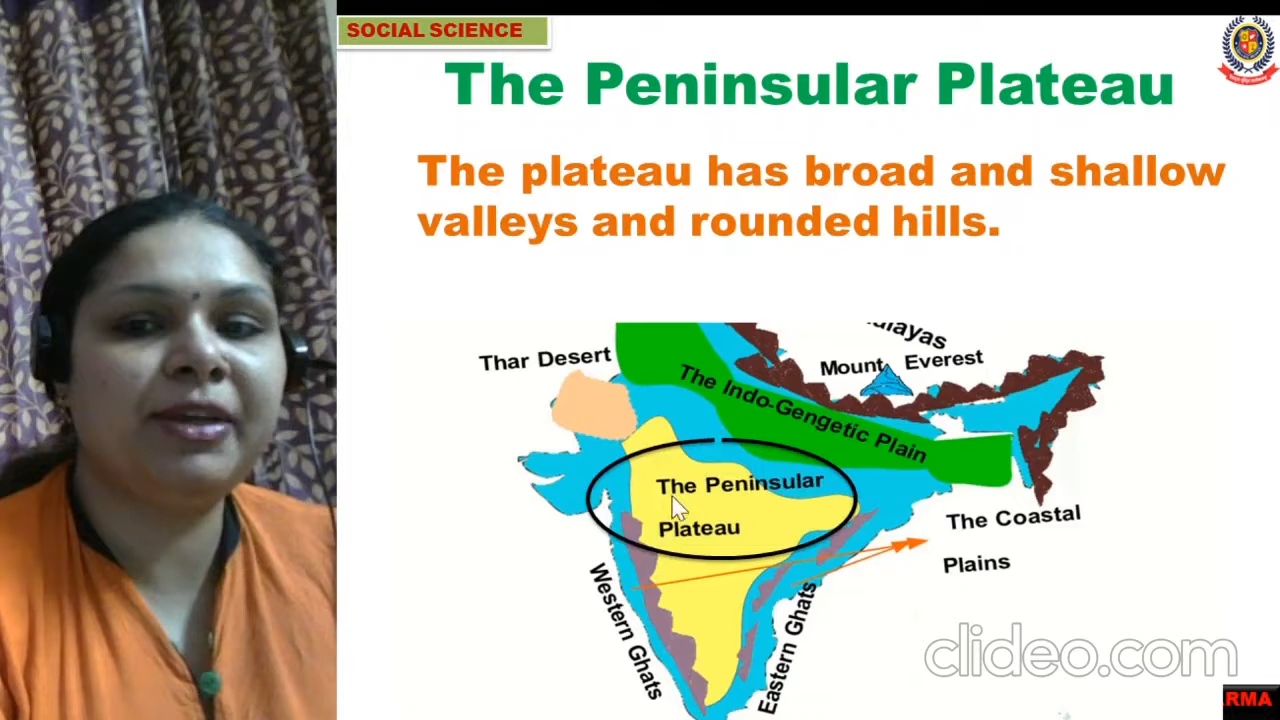 SOCIAL SCIENCE
The Peninsular Plateau
The plateau has broad and shallow
valleys and rounded hills.
Thar Desert
Mount Everest
The Indo-Gengetic Plain
The Peninsular
Plateau
The Coastal
Plains
Western Ghats
Eastern Ghats
clideo.com